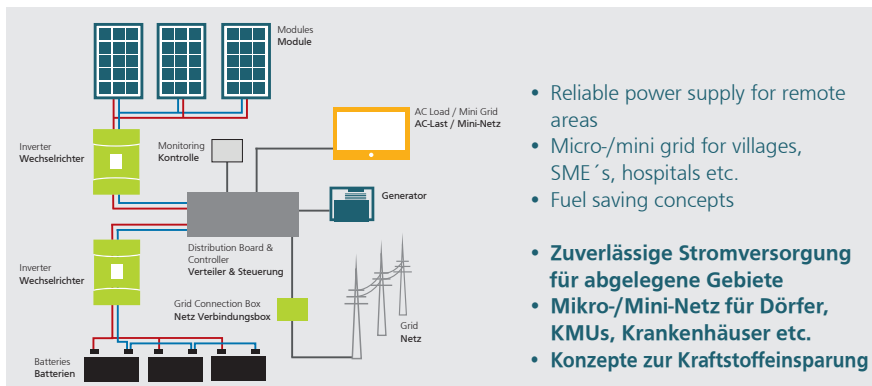 Modules
Module
AC Load / Mini Grid
AC-Last / Mini-Netz
Inverter
Wechselrichter
Monitoring
Kontrolle
Generator
Distribution Board &
Controller
Verteiler & Steuerung
Inverter
Wechselrichter
Grid Connection Box
Netz Verbindungsbox
Grid
Netz
Batteries
Batterien
• Reliable power supply for remote
areas
• Micro-/mini grid for villages,
SME´s, hospitals etc.
• Fuel saving concepts
• Zuverlässige Stromversorgung
für abgelegene Gebiete
• Mikro-/Mini-Netz für Dörfer,
KMUs, Krankenhäuser etc.
• Konzepte zur Kraftstoffeinsparung